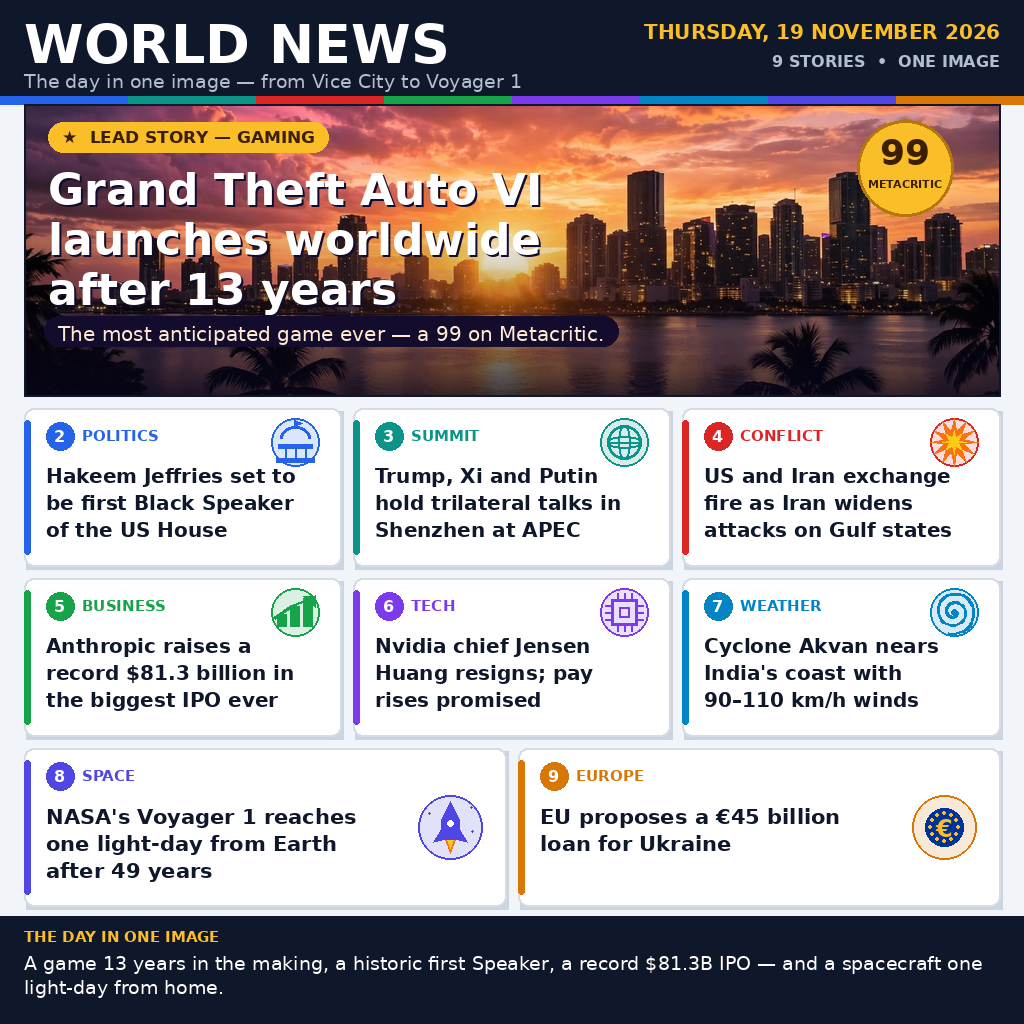 WORLD NEWS
The day in one image — from Vice City to Voyager 1
THURSDAY, 19 NOVEMBER 2026
9 STORIES • ONE IMAGE
★ LEAD STORY — GAMING
Grand Theft Auto VI
launches worldwide
after 13 years
The most anticipated game ever — a 99 on Metacritic.
99
METACRITIC
2 POLITICS
Hakeem Jeffries set to
be first Black Speaker
of the US House
3 SUMMIT
Trump, Xi and Putin
hold trilateral talks in
Shenzhen at APEC
4 CONFLICT
US and Iran exchange
fire as Iran widens
attacks on Gulf states
5 BUSINESS
Anthropic raises a
record $81.3 billion in
the biggest IPO ever
6 TECH
Nvidia chief Jensen
Huang resigns; pay
rises promised
7 WEATHER
Cyclone Akvan nears
India's coast with
90–110 km/h winds
8 SPACE
NASA's Voyager 1 reaches
one light-day from Earth
after 49 years
9 EUROPE
EU proposes a €45 billion
loan for Ukraine
€
THE DAY IN ONE IMAGE
A game 13 years in the making, a historic first Speaker, a record $81.3B IPO — and a spacecraft one
light-day from home.